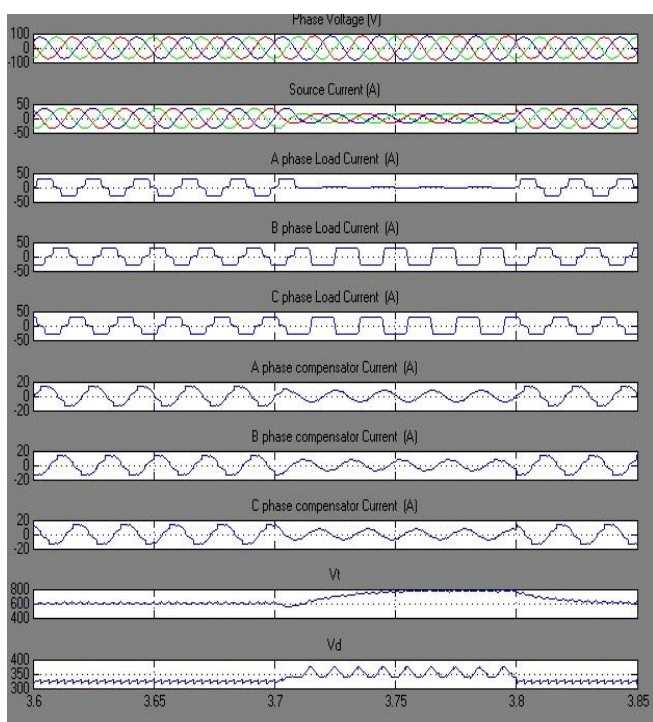 Phase Voltage (V)
100
0
-100
Source Current (A)
50
0
-50
A phase Load Current (A)
50
0
-50
B phase Load Current (A)
50
0
-50
C phase Load Current (A)
50
0
-50
A phase compensator Current (A)
20
0
-20
B phase compensator Current (A)
20
0
-20
C phase compensator Current (A)
20
0
-20
Vt
800
600
400
Vd
400
350
300
3.6 3.65 3.7 3.75 3.8 3.85